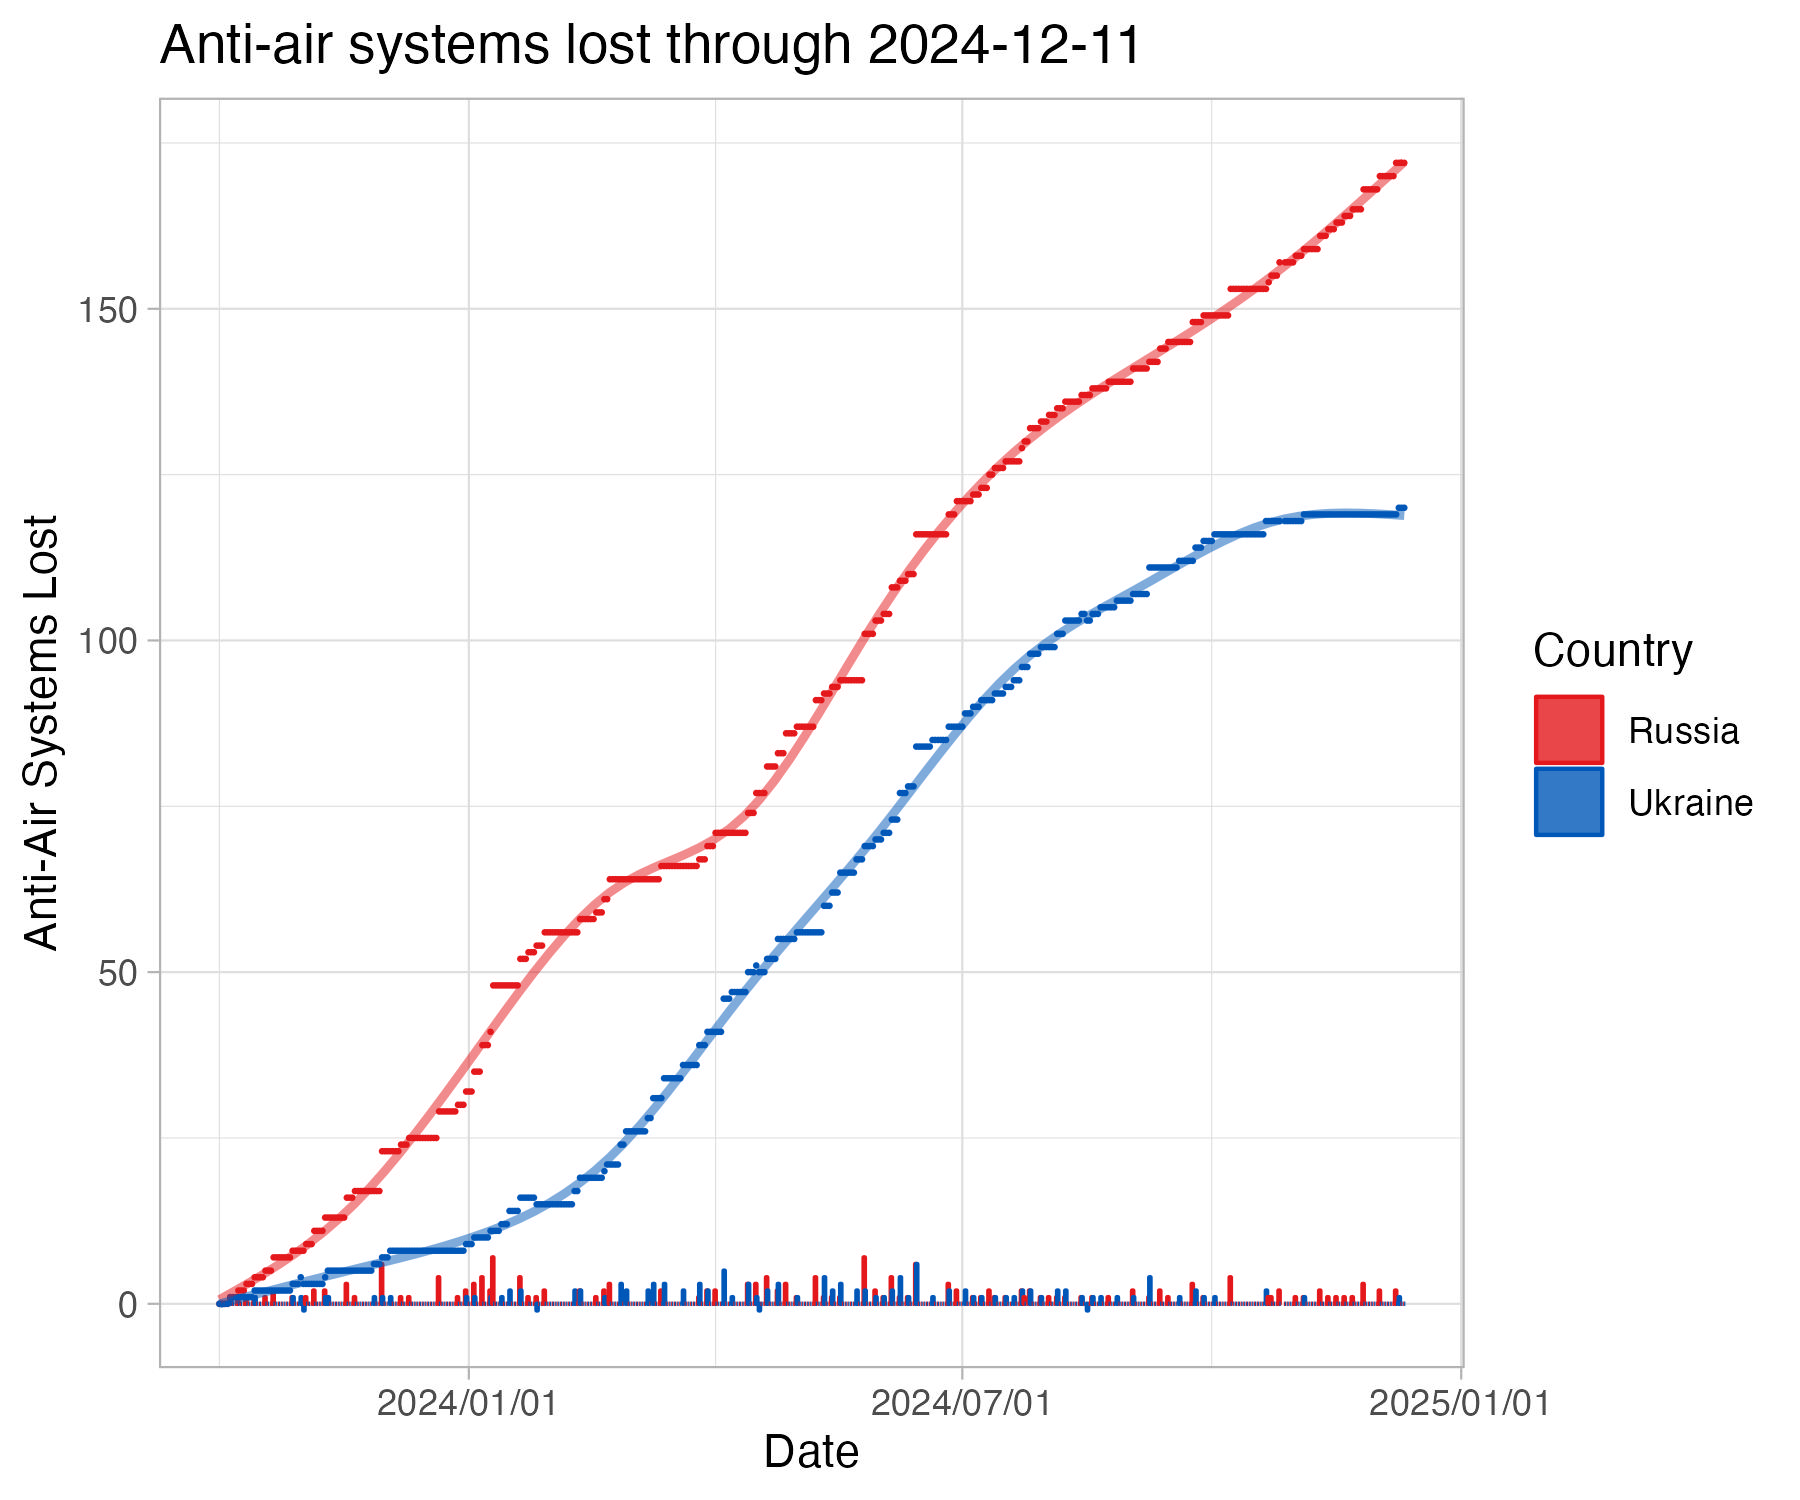 Anti-air systems lost through 2024-12-11
Anti-Air Systems Lost
150
100
50
0
2024/01/01
2024/07/01
2025/01/01
Date
Country
Russia
Ukraine